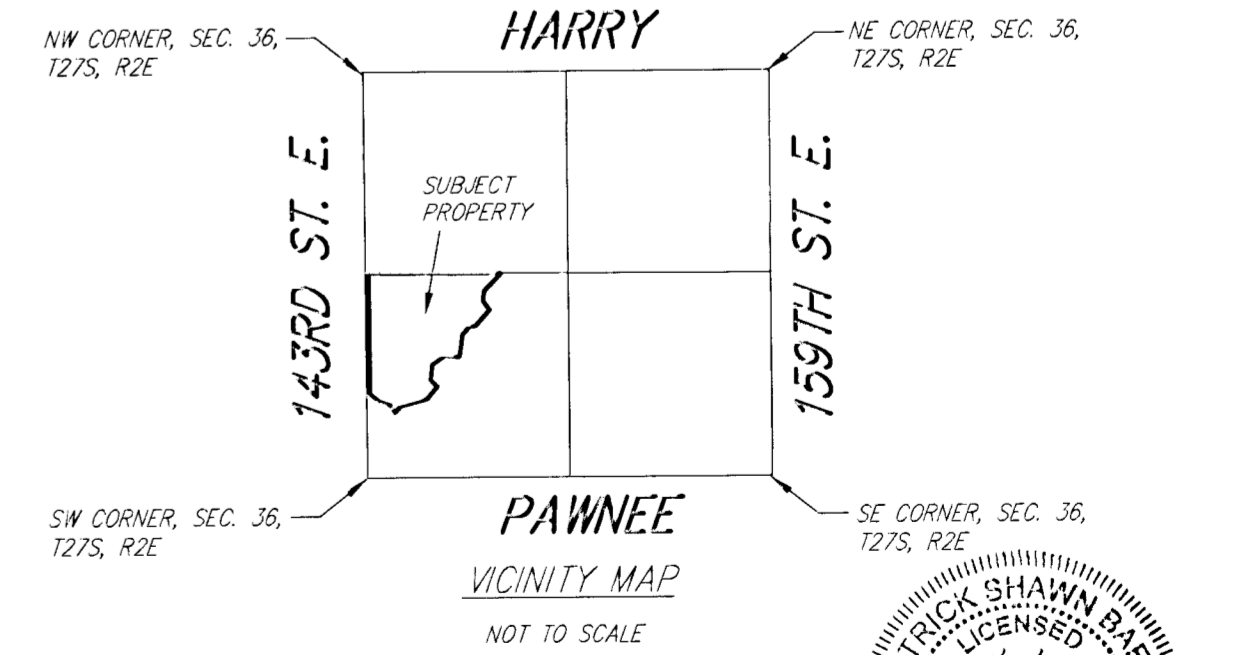 HARRY
NW CORNER, SEC. 36,
T27S, R2E
NE CORNER, SEC. 36,
T27S, R2E
143RD ST. E.
SUBJECT
PROPERTY
159TH ST. E.
SW CORNER, SEC. 36,
T27S, R2E
PAWNEE
SE CORNER, SEC. 36,
T27S, R2E
VICINITY MAP
NOT TO SCALE
SHAWN
LICENSED